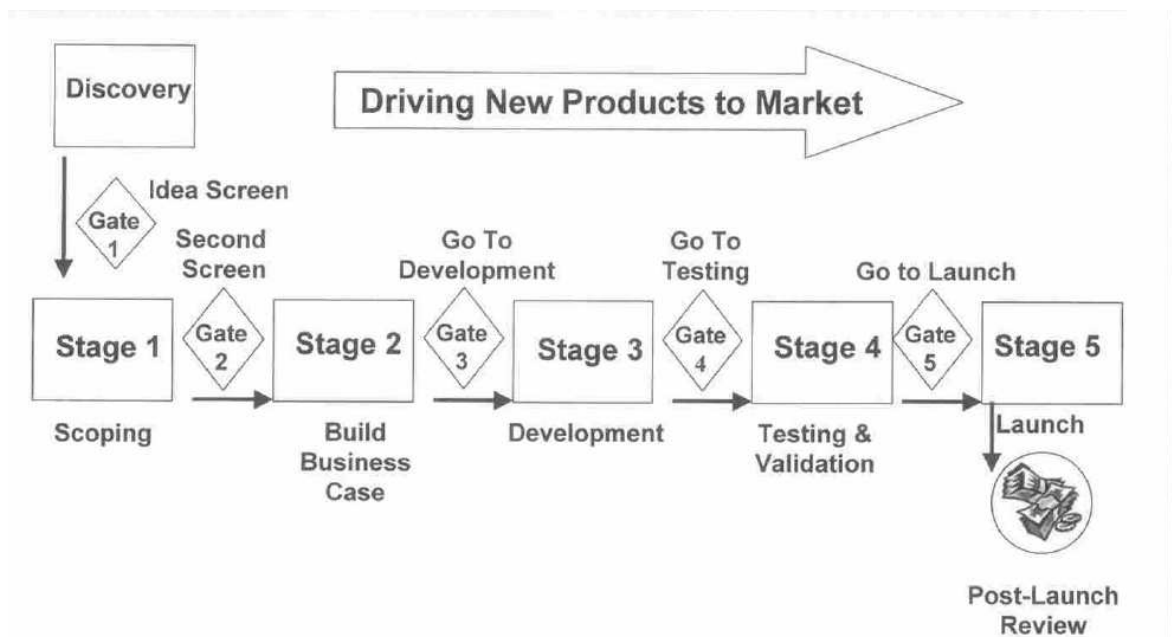 Discovery
Driving New Products to Market
Idea Screen
Gate
1
Second
Screen
Go To
Development
Go To
Testing
Go to Launch
Stage 1
Gate
2
Stage 2
Gate
3
Stage 3
Gate
4
Stage 4
Gate
5
Stage 5
Scoping
Build
Business
Case
Development
Testing &
Validation
Launch
Post-Launch
Review